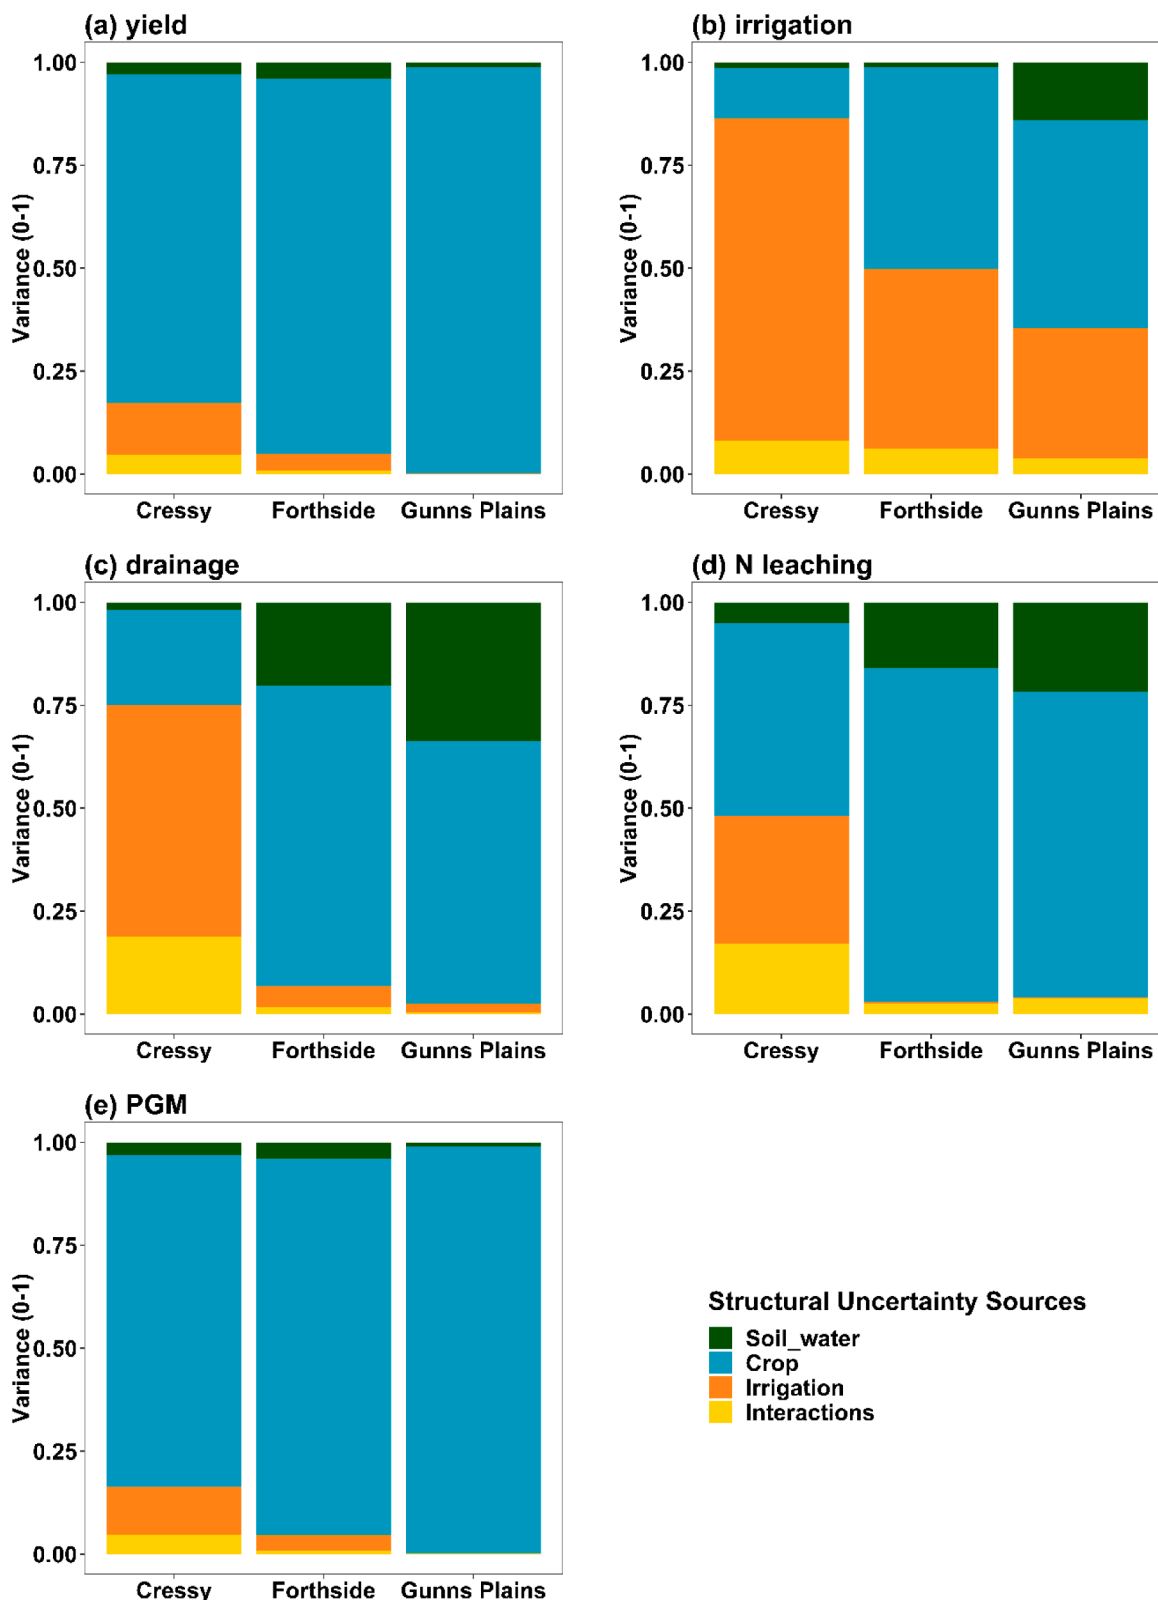 (a) yield
Variance (0-1)
1.00
0.75
0.50
0.25
0.00
Cressy Forthside Gunns Plains
(b) irrigation
Variance (0-1)
1.00
0.75
0.50
0.25
0.00
Cressy Forthside Gunns Plains
(c) drainage
Variance (0-1)
1.00
0.75
0.50
0.25
0.00
Cressy Forthside Gunns Plains
(d) N leaching
Variance (0-1)
1.00
0.75
0.50
0.25
0.00
Cressy Forthside Gunns Plains
(e) PGM
Variance (0-1)
1.00
0.75
0.50
0.25
0.00
Cressy Forthside Gunns Plains
Structural Uncertainty Sources
Soil_water
Crop
Irrigation
Interactions